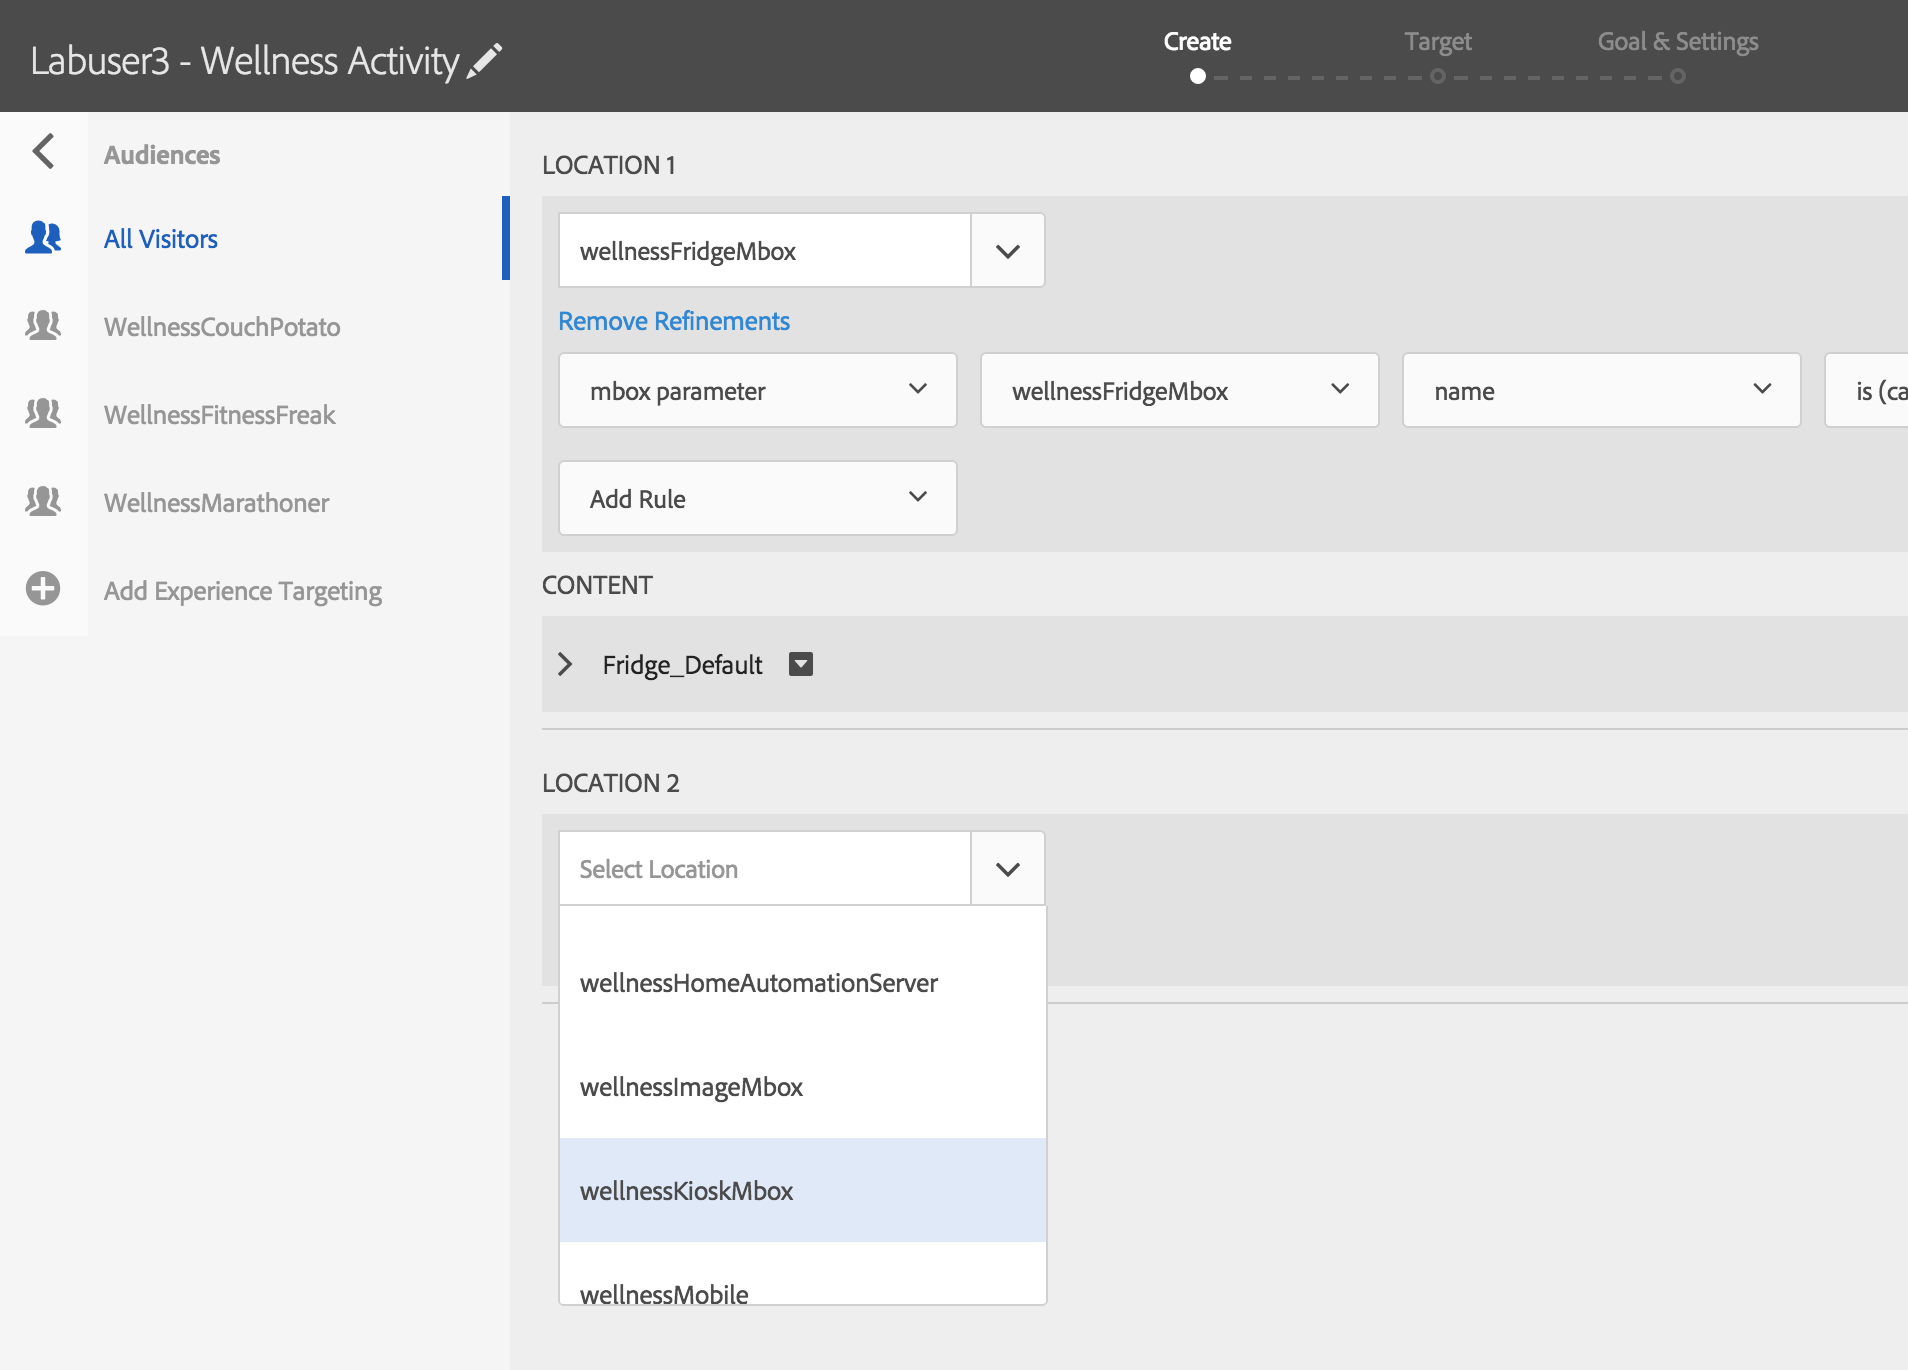 Labuser3 - Wellness Activity
Create
Target
Goal & Settings
Audiences
All Visitors
WellnessCouchPotato
WellnessFitnessFreak
WellnessMarathoner
Add Experience Targeting
LOCATION 1
wellnessFridgeMbox
Remove Refinements
mbox parameter
wellnessFridgeMbox
name
is (ca
Add Rule
CONTENT
Fridge_Default
LOCATION 2
Select Location
wellnessHomeAutomationServer
wellnessImageMbox
wellnessKioskMbox
wellnessMobile